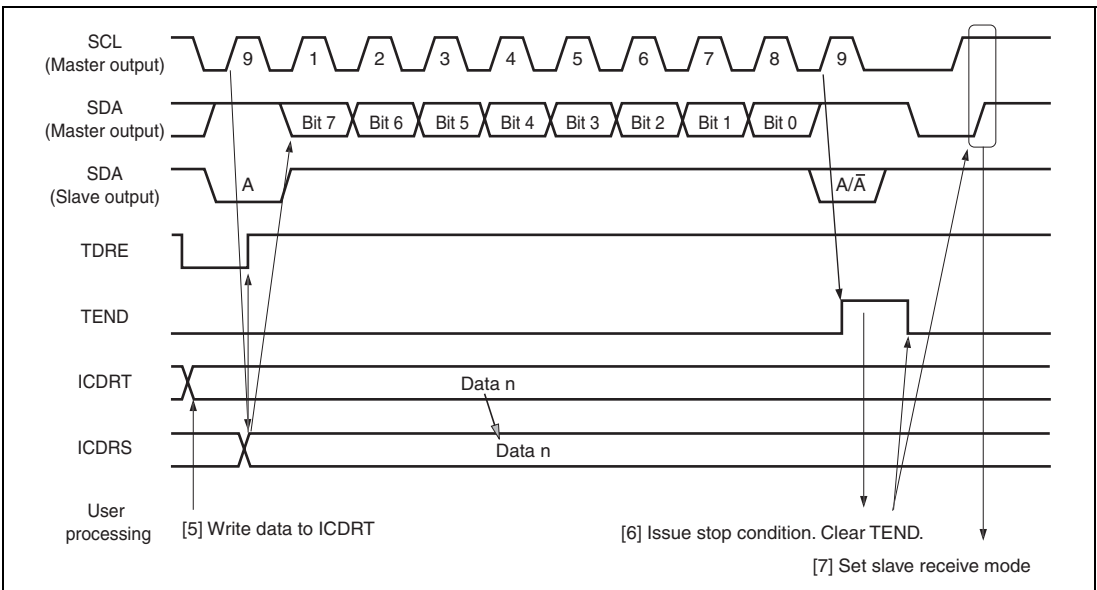 SCL
(Master output)
9 1 2 3 4 5 6 7 8 9
SDA
(Master output)
Bit 7 Bit 6 Bit 5 Bit 4 Bit 3 Bit 2 Bit 1 Bit 0
SDA
(Slave output)
A A/A̅
TDRE
TEND
ICDRT
Data n
ICDRS
Data n
User
processing
[5] Write data to ICDRT
[6] Issue stop condition. Clear TEND.
[7] Set slave receive mode